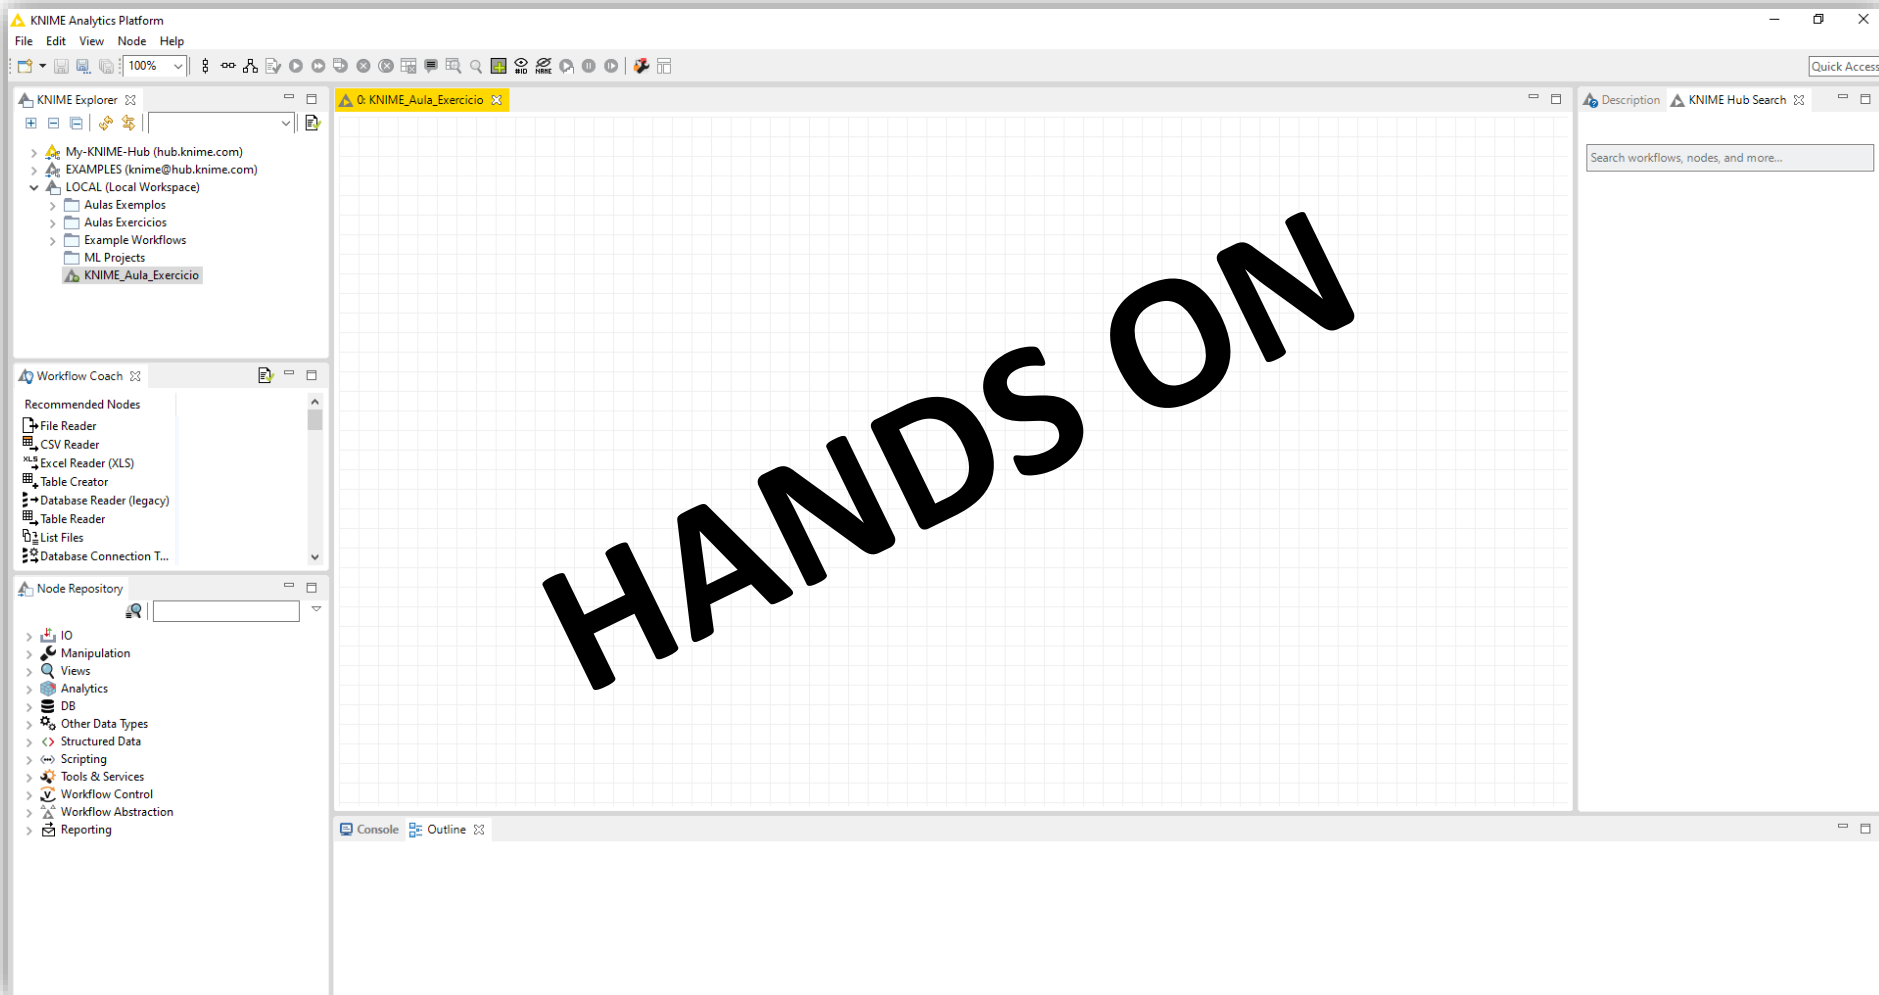 KNIME Analytics Platform
File Edit View Node Help
100%
Quick Access
KNIME Explorer
My-KNIME-Hub (hub.knime.com)
EXAMPLES (knime@hub.knime.com)
LOCAL (Local Workspace)
Aulas Exemplos
Aulas Exercicios
Example Workflows
ML Projects
KNIME_Aula_Exercicio
Workflow Coach
Recommended Nodes
File Reader
CSV Reader
XLS Excel Reader (XLS)
Table Creator
Database Reader (legacy)
Table Reader
List Files
Database Connection T...
Node Repository
IO
Manipulation
Views
Analytics
DB
Other Data Types
Structured Data
Scripting
Tools & Services
Workflow Control
Workflow Abstraction
Reporting
0: KNIME_Aula_Exercicio
HANDS ON
Console Outline
Description KNIME Hub Search
Search workflows, nodes, and more...